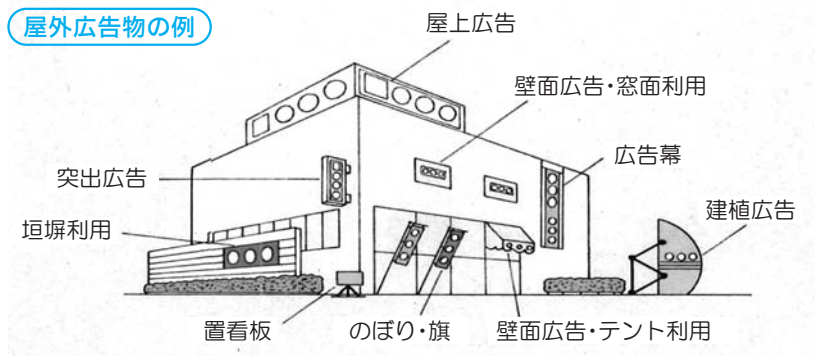 屋外広告物の例
屋上広告
壁面広告・窓面利用
広告幕
突出広告
建植広告
垣塀利用
置看板
のぼり・旗
壁面広告・テント利用